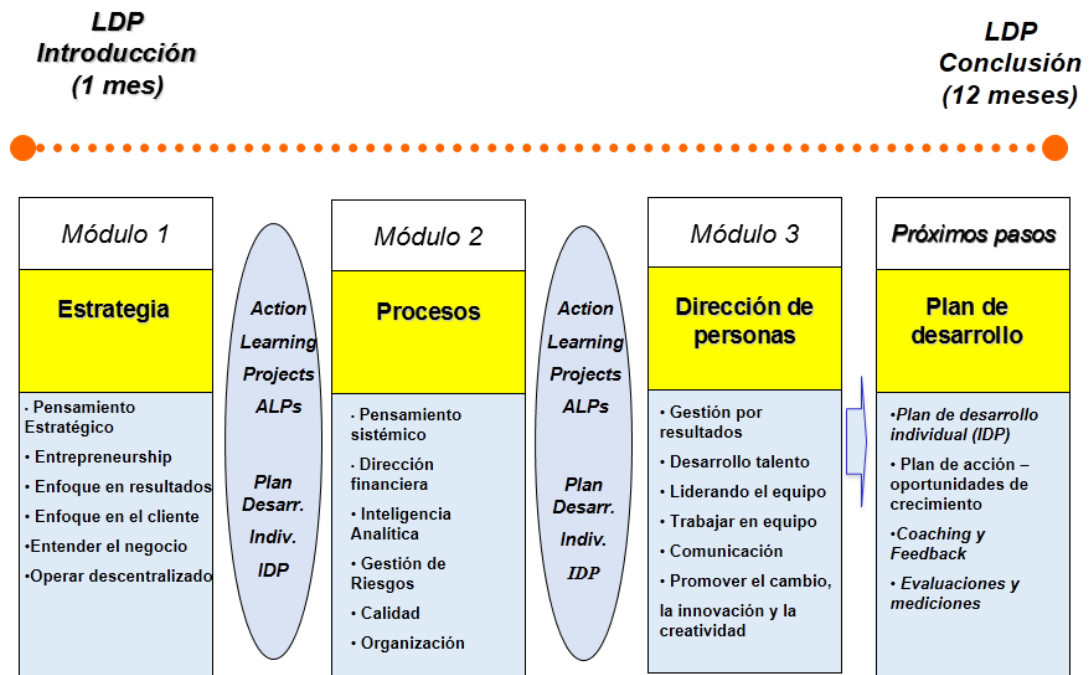 LDP
Introducción
(1 mes)
LDP
Conclusión
(12 meses)
Módulo 1
Estrategia
· Pensamiento
Estratégico
• Entrepreneurship
• Enfoque en resultados
• Enfoque en el cliente
•Entender el negocio
•Operar descentralizado
Action
Learning
Projects
ALPs
Plan
Desarr.
Indiv.
IDP
Módulo 2
Procesos
· Pensamiento
sistémico
· Dirección
financiera
• Inteligencia
Analítica
• Gestión de
Riesgos
• Calidad
• Organización
Action
Learning
Projects
ALPs
Plan
Desarr.
Indiv.
IDP
Módulo 3
Dirección de
personas
• Gestión por
resultados
• Desarrollo talento
• Liderando el equipo
• Trabajar en equipo
• Comunicación
• Promover el cambio,
la innovación y la
creatividad
Próximos pasos
Plan de
desarrollo
•Plan de desarrollo
individual (IDP)
• Plan de acción –
oportunidades de
crecimiento
•Coaching y
Feedback
• Evaluaciones y
mediciones